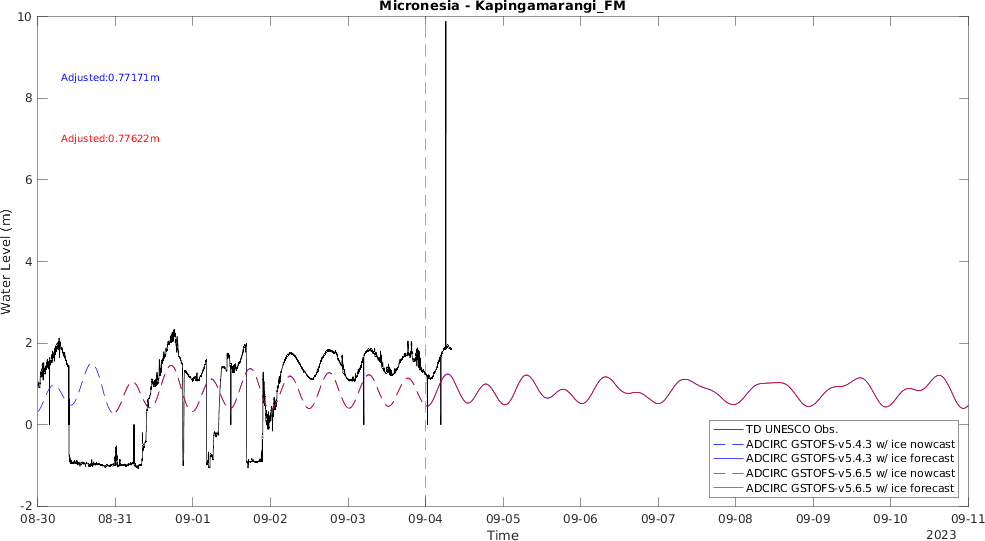 Micronesia - Kapingamarangi_FM
10
8
6
4
2
0
-2
Water Level (m)
Adjusted:0.77171m
Adjusted:0.77622m
TD UNESCO Obs.
ADCIRC GSTOFS-v5.4.3 w/ ice nowcast
ADCIRC GSTOFS-v5.4.3 w/ ice forecast
ADCIRC GSTOFS-v5.6.5 w/ ice nowcast
ADCIRC GSTOFS-v5.6.5 w/ ice forecast
08-30 08-31 09-01 09-02 09-03 09-04 09-05 09-06 09-07 09-08 09-09 09-10 09-11
Time
2023